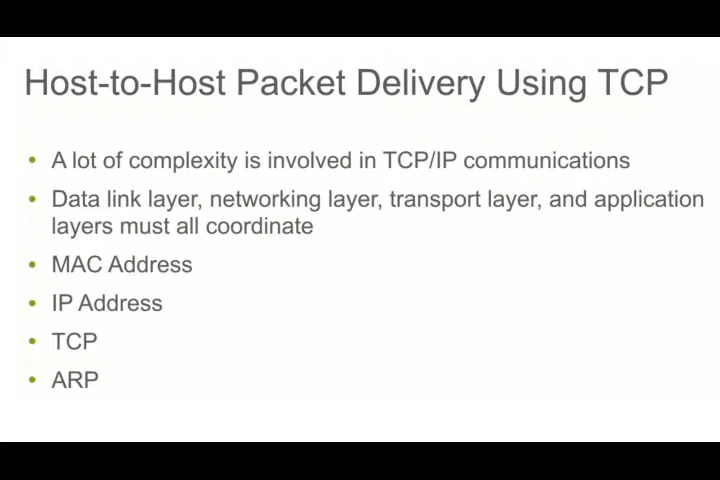 Host-to-Host Packet Delivery Using TCP
• A lot of complexity is involved in TCP/IP communications
• Data link layer, networking layer, transport layer, and application
layers must all coordinate
• MAC Address
• IP Address
• TCP
• ARP